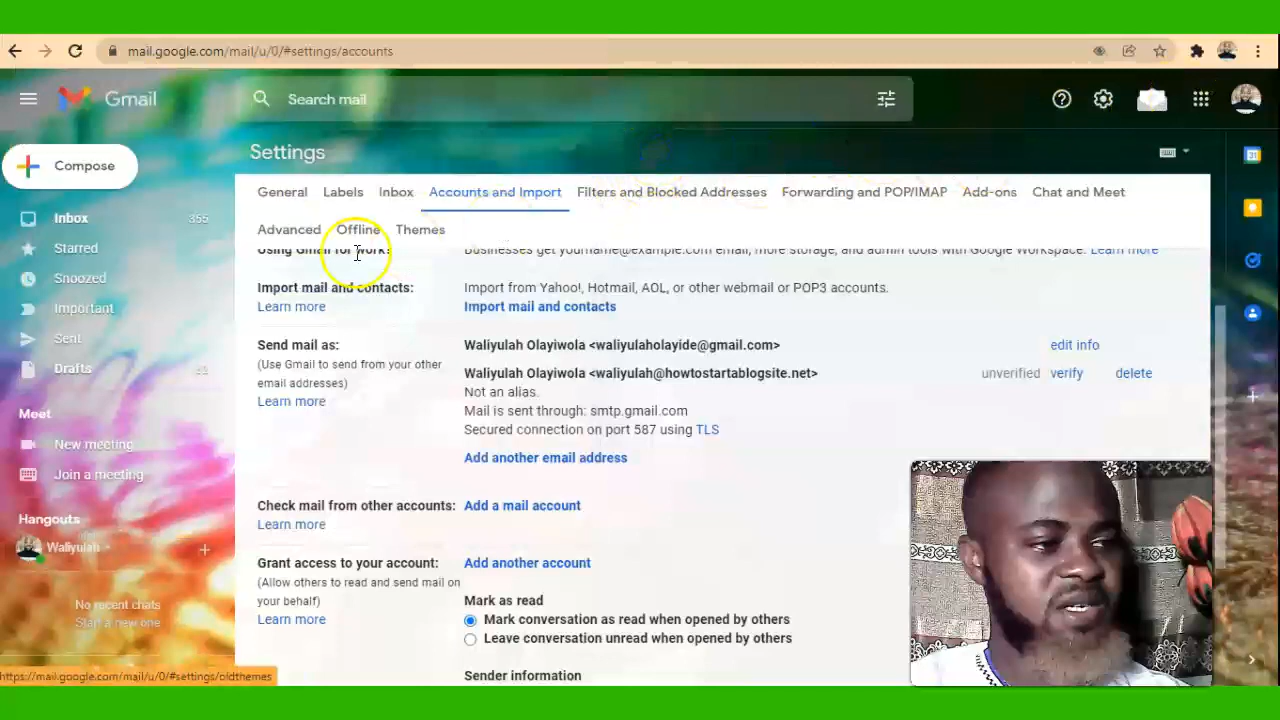 mail.google.com/mail/u/0/#settings/accounts
Gmail
Search mail
Compose
Inbox 355
Starred
Snoozed
Important
Sent
Drafts
Meet
New meeting
Join a meeting
Hangouts
Waliyulah
No recent chats
Start a new one
https://mail.google.com/mail/u/0/#settings/oldthemes
Settings
General Labels Inbox Accounts and Import Filters and Blocked Addresses Forwarding and POP/IMAP Add-ons Chat and Meet
Advanced Offline Themes
Using Gmail for work: Businesses get yourname@example.com email, more storage, and admin tools with Google Workspace. Learn more
Import mail and contacts: Import from Yahoo!, Hotmail, AOL, or other webmail or POP3 accounts.
Learn more Import mail and contacts
Send mail as: Waliyulah Olayiwola <waliyulaholayide@gmail.com> edit info
(Use Gmail to send from your other
email addresses)
Learn more
Waliyulah Olayiwola <waliyulah@howtostartablogsite.net> unverified verify delete
Not an alias.
Mail is sent through: smtp.gmail.com
Secured connection on port 587 using TLS
Add another email address
Check mail from other accounts: Add a mail account
Learn more
Grant access to your account: Add another account
(Allow others to read and send mail on
your behalf)
Learn more
Mark as read
Mark conversation as read when opened by others
Leave conversation unread when opened by others
Sender information
31